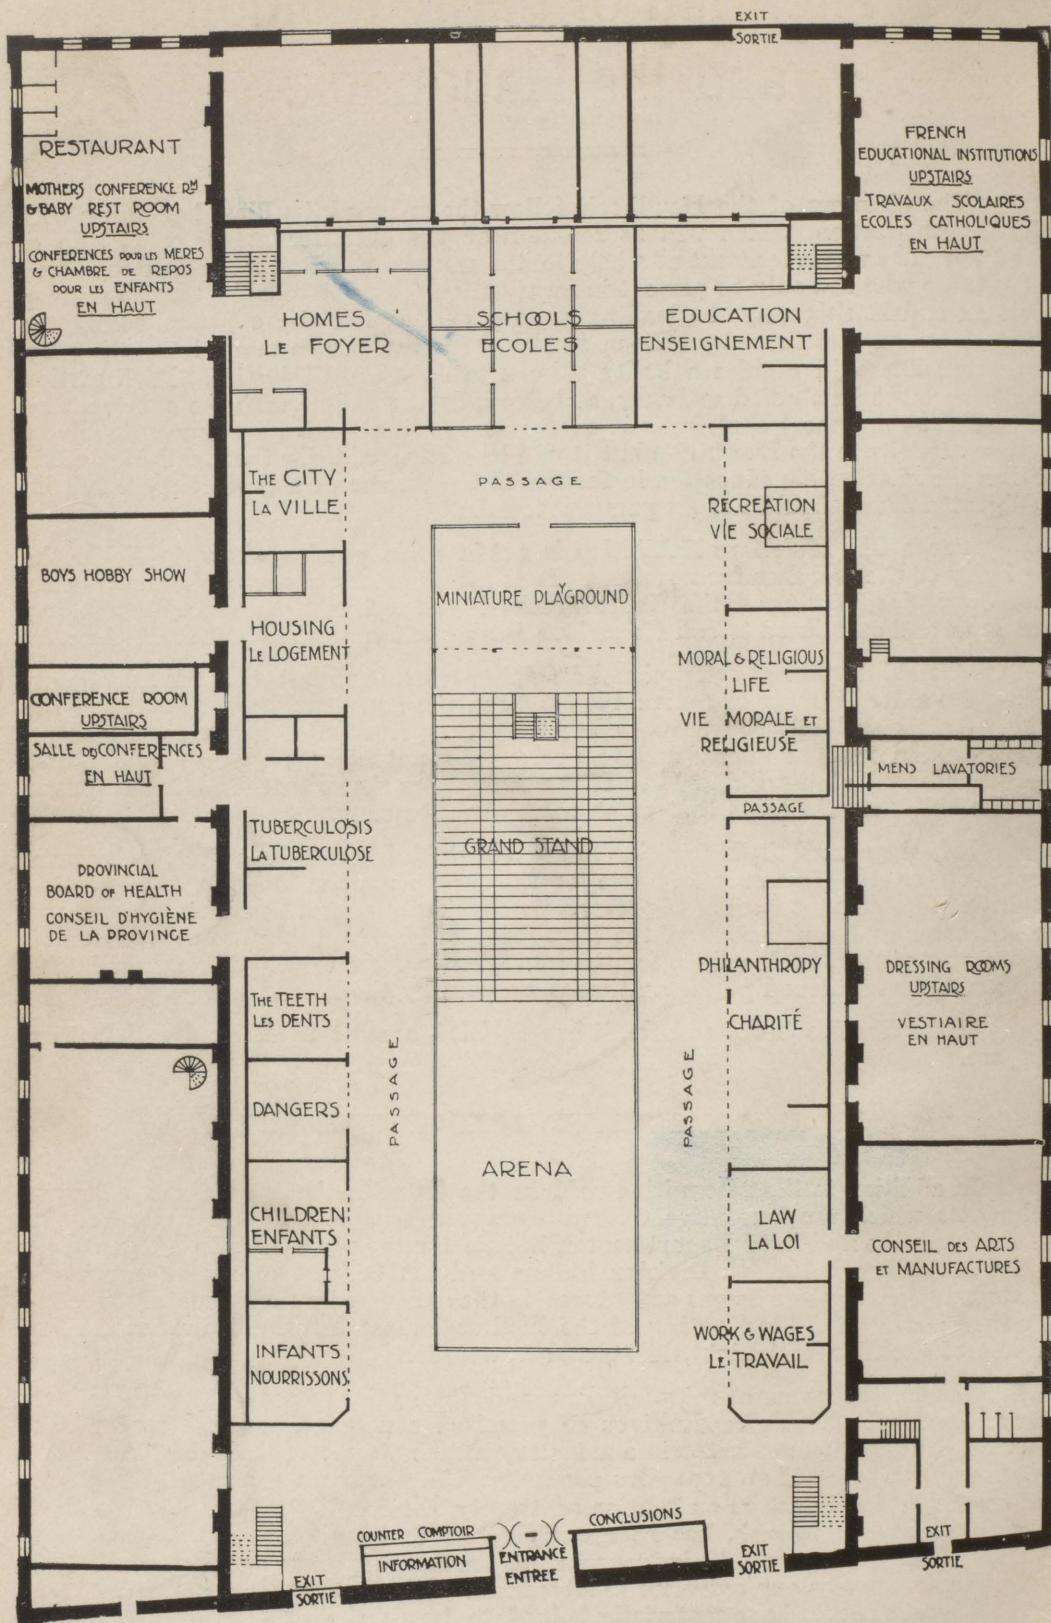 EXIT
SORTIE
RESTAURANT
MOTHERS CONFERENCE RM
& BABY REST ROOM
UPSTAIRS
CONFERENCES POUR LES MERES
& CHAMBRE DE REPOS
POUR LES ENFANTS
EN HAUT
FRENCH
EDUCATIONAL INSTITUTIONS
UPSTAIRS
TRAVAUX SCOLAIRES
ECOLES CATHOLIQUES
EN HAUT
HOMES
LE FOYER
SCHOOLS
ECOLES
EDUCATION
ENSEIGNEMENT
THE CITY
LA VILLE
PASSAGE
RECREATION
VIE SOCIALE
BOYS HOBBY SHOW
MINIATURE PLAYGROUND
HOUSING
LE LOGEMENT
MORAL & RELIGIOUS
LIFE
VIE MORALE ET
RELIGIEUSE
CONFERENCE ROOM
UPSTAIRS
SALLE DES CONFERENCES
EN HAUT
MENS LAVATORIES
PASSAGE
TUBERCULOSIS
LA TUBERCULOSE
GRAND STAND
PROVINCIAL
BOARD OF HEALTH
CONSEIL D'HYGIÈNE
DE LA PROVINCE
PHILANTHROPY
CHARITÉ
DRESSING ROOMS
UPSTAIRS
VESTIAIRE
EN HAUT
THE TEETH
LES DENTS
PASSAGE
PASSAGE
DANGERS
ARENA
CHILDREN
ENFANTS
LAW
LA LOI
CONSEIL DES ARTS
ET MANUFACTURES
INFANTS
NOURRISSONS
WORK & WAGES
LE TRAVAIL
COUNTER COMPTOIR
INFORMATION
ENTRANCE
ENTREE
CONCLUSIONS
EXIT
SORTIE
EXIT
SORTIE
EXIT
SORTIE